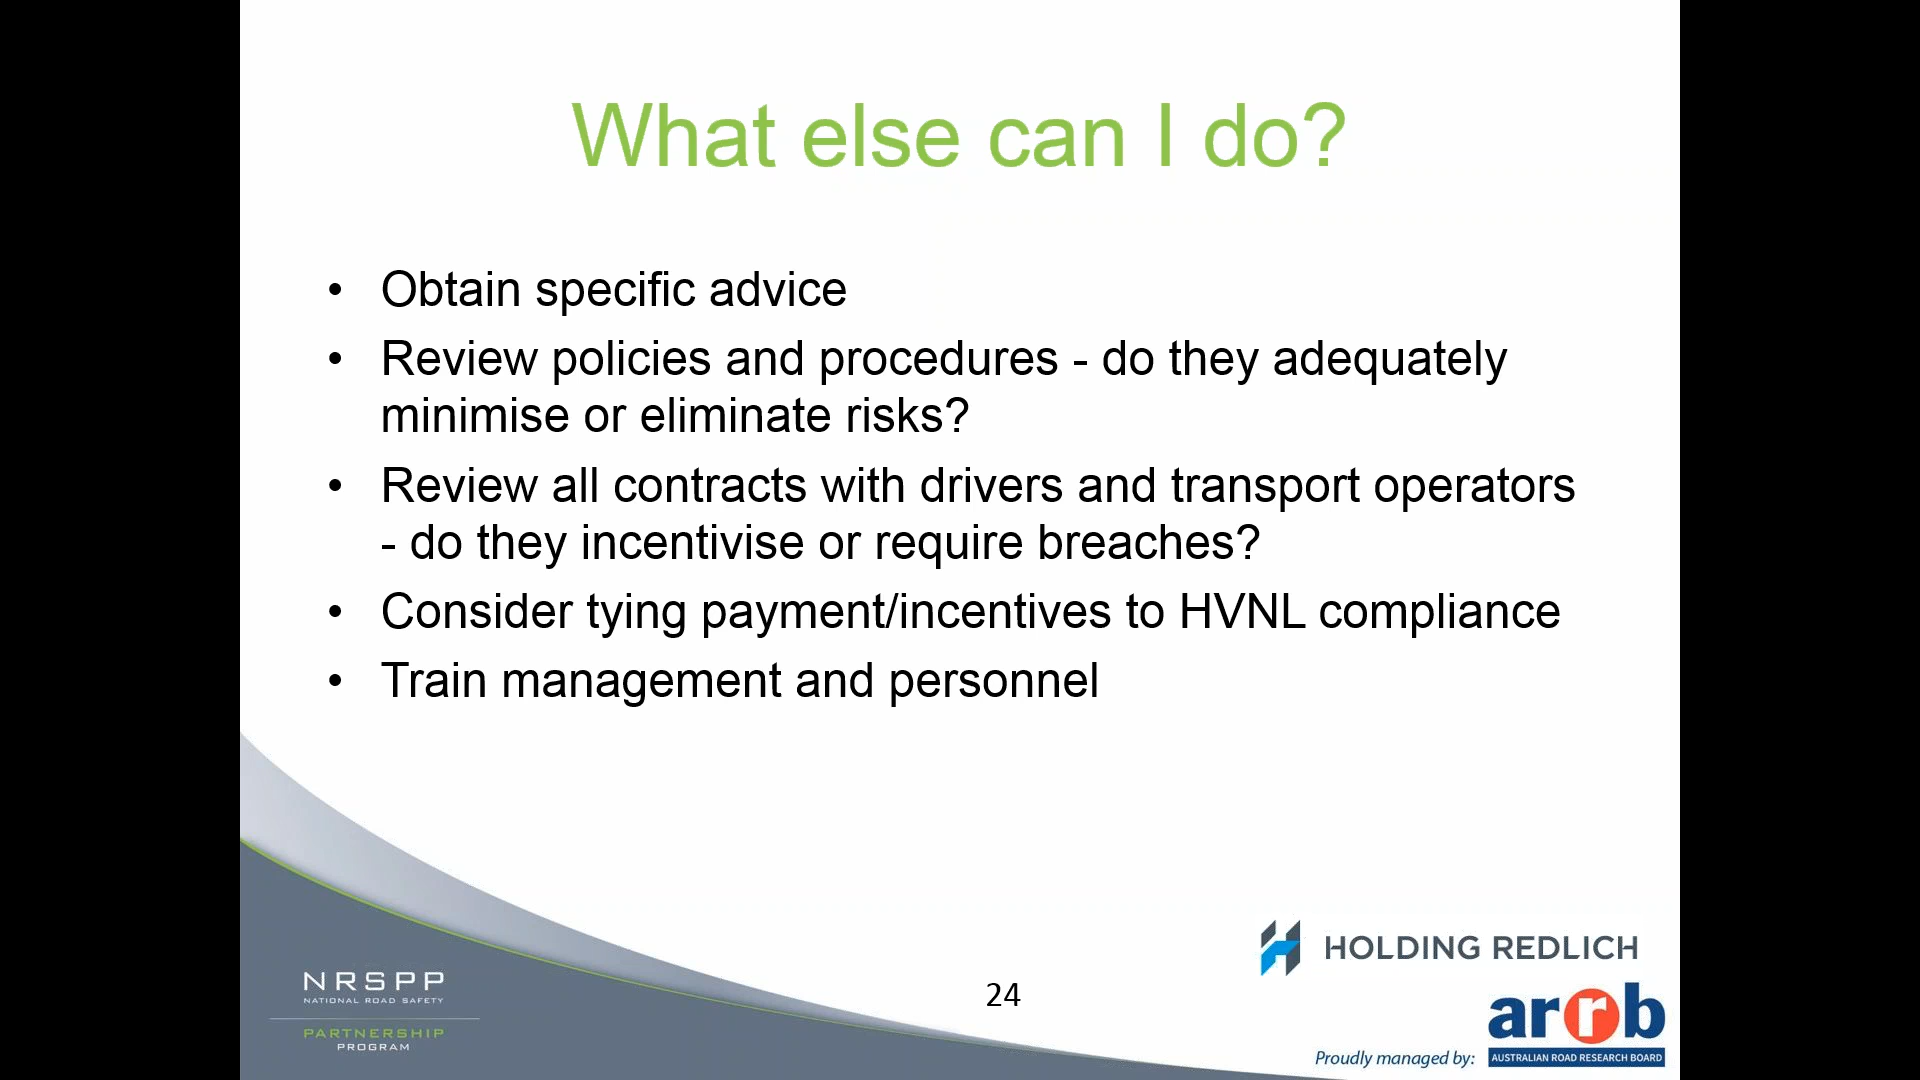 What else can I do?
• Obtain specific advice
• Review policies and procedures - do they adequately
minimise or eliminate risks?
• Review all contracts with drivers and transport operators
- do they incentivise or require breaches?
• Consider tying payment/incentives to HVNL compliance
• Train management and personnel
HOLDING REDLICH
NRSPP
NATIONAL ROAD SAFETY
PARTNERSHIP
PROGRAM
24
arrb
Proudly managed by:
AUSTRALIAN ROAD RESEARCH BOARD